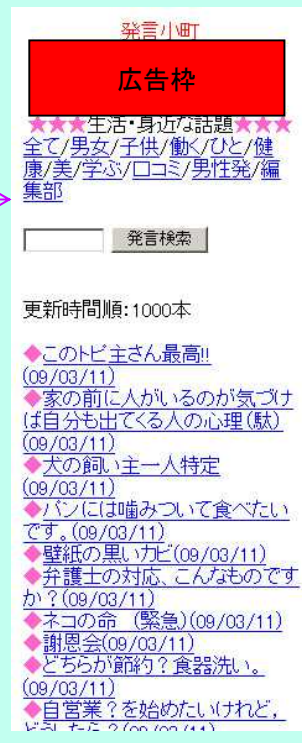 発言小町
広告枠
★★★生活・身近な話題★★★
全て/男女/子供/働く/ひと/健
康/美/学ぶ/口コミ/男性発/編
集部
発言検索
更新時間順:1000本
◆このトピ主さん最高!!
(09/03/11)
◆家の前に人がいるのが気づけ
ば自分も出てくる人の心理(駄)
(09/03/11)
◆犬の飼い主一人特定
(09/03/11)
◆パンには噛みついて食べたい
です。(09/03/11)
◆壁紙の黒いカビ(09/03/11)
◆弁護士の対応、こんなものです
か?(09/03/11)
◆ネコの命 (緊急)(09/03/11)
◆謝恩会(09/03/11)
◆どちらが節約?食器洗い。
(09/03/11)
◆自営業?を始めたいけれど,
どうしたら?(09/03/11)